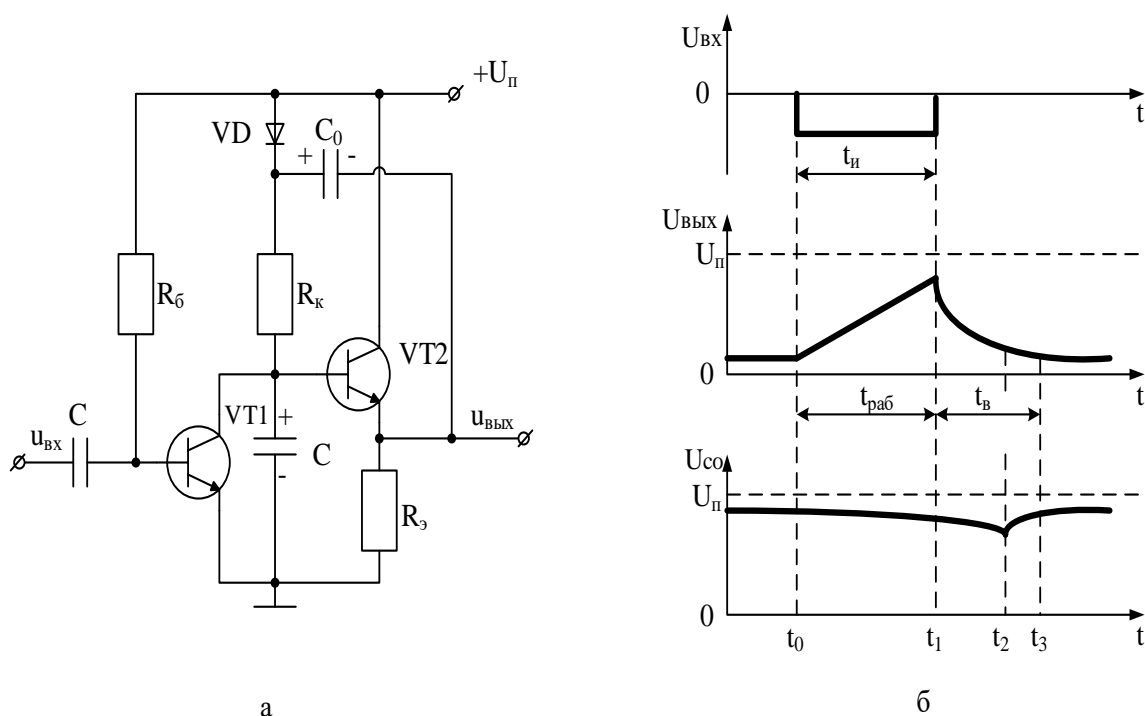 +Uп
VD
C₀
+ -
Rб
Rк
VT2
C
uвх
VT1
+
C
-
uвых
Rэ
а
Uвх
0
t
tи
Uвых
Uп
0
t
tраб
tв
Uсо
Uп
0
t₀
t₁
t₂
t₃
t
б